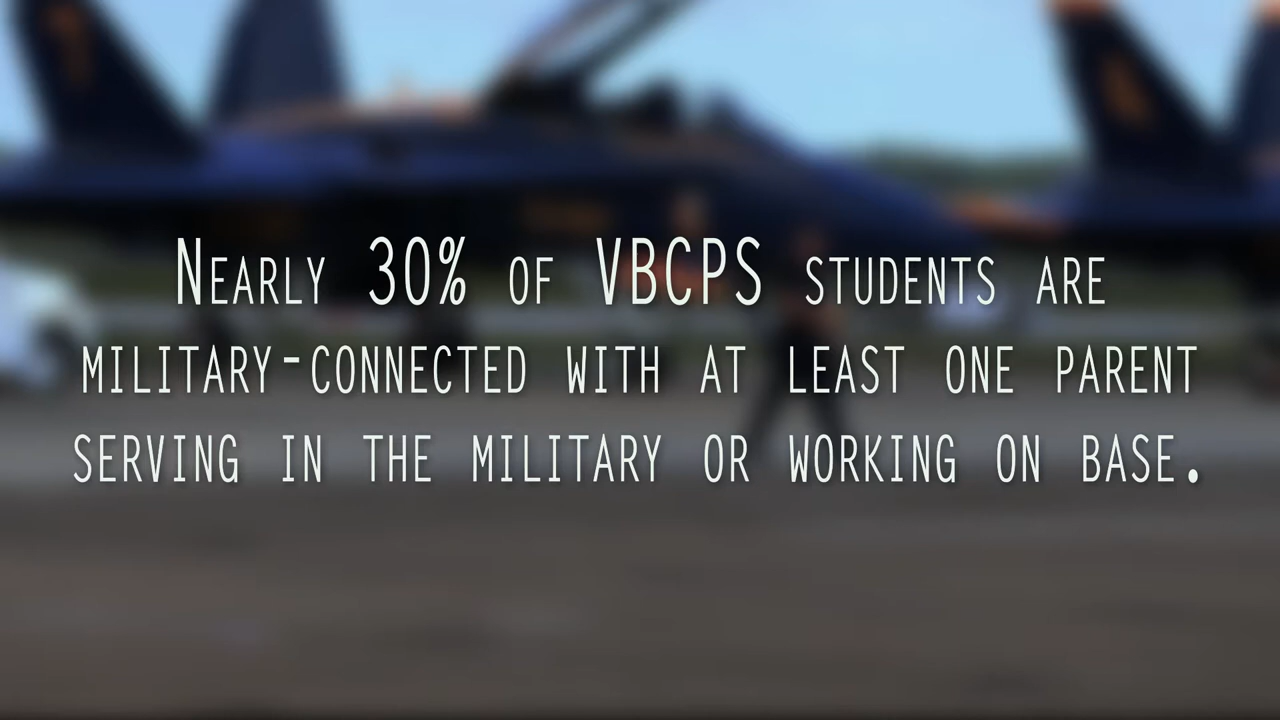 Nearly 30% of VBCPS students are
military-connected with at least one parent
serving in the military or working on base.